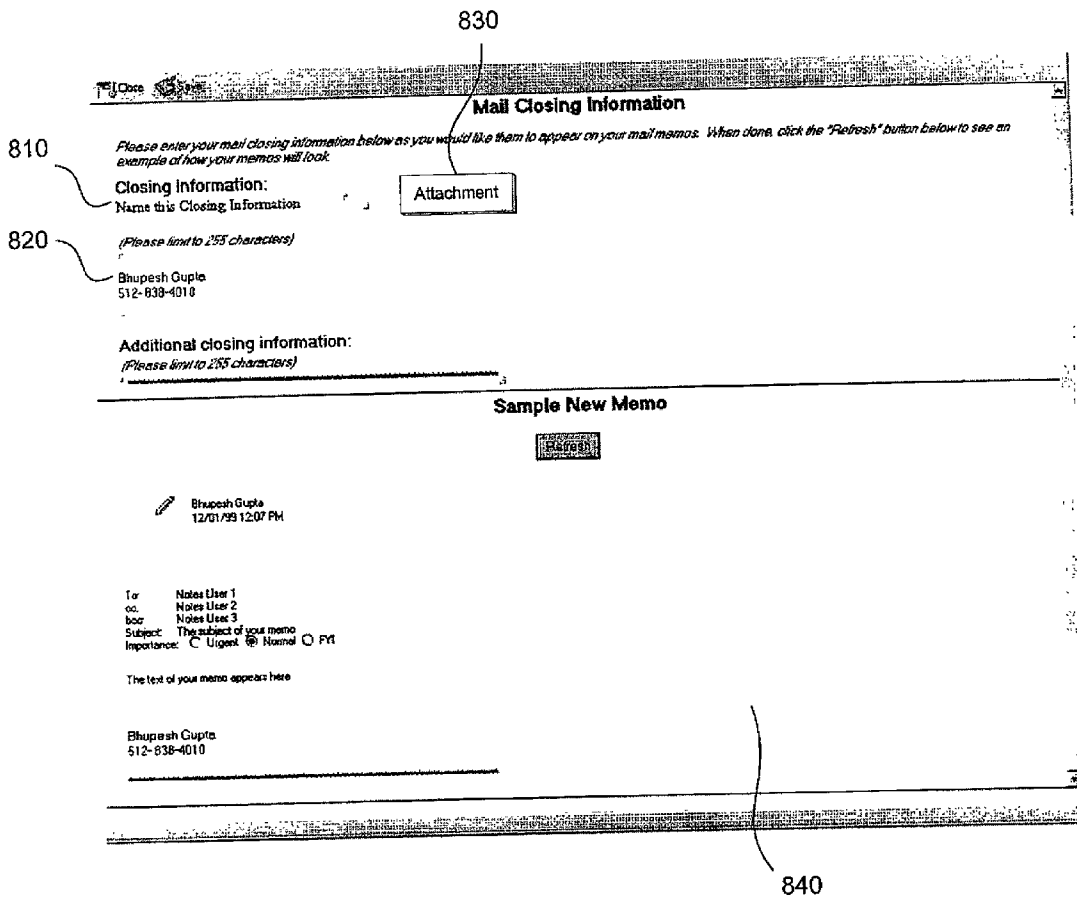 830
Close Save
Mail Closing Information
Please enter your mail closing information below as you would like them to appear on your mail memos. When done, click the "Refresh" button below to see an
example of how your memos will look.
810
Closing Information:
Attachment
Name this Closing Information
820
(Please limit to 255 characters)
Bhupesh Gupta
512-838-4010
Additional closing information:
(Please limit to 255 characters)
Sample New Memo
Refresh
Bhupesh Gupta
12/01/99 12:07 PM
To: Notes User 1
cc: Notes User 2
bcc: Notes User 3
Subject: The subject of your memo
Importance: Urgent Normal FYI
The text of your memo appears here
Bhupesh Gupta
512-838-4010
840